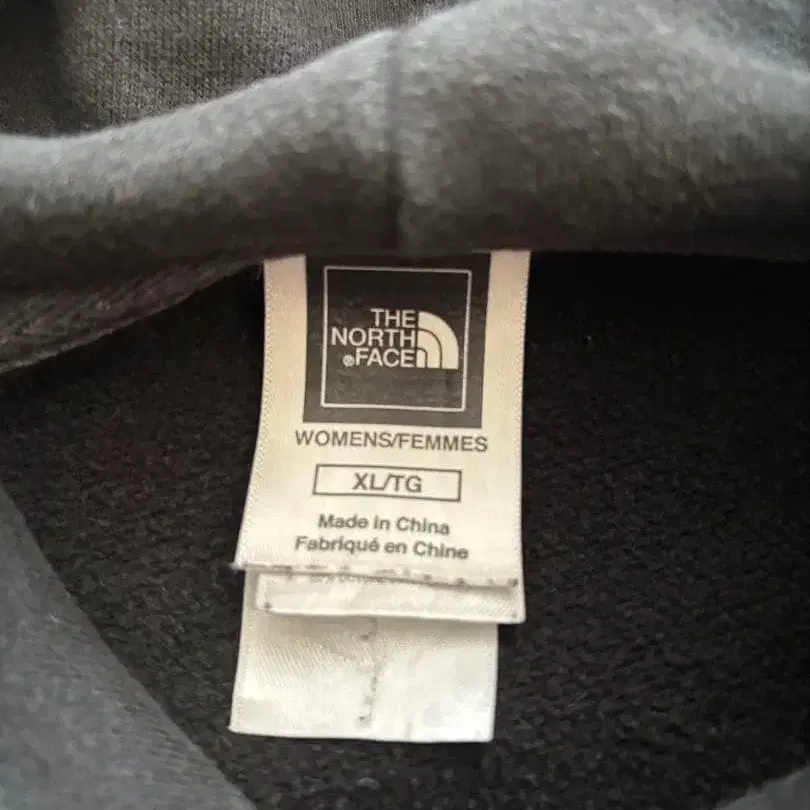 THE
NORTH
®FACE
WOMENS/FEMMES
XL/TG
Made in China
Fabriqué en Chine